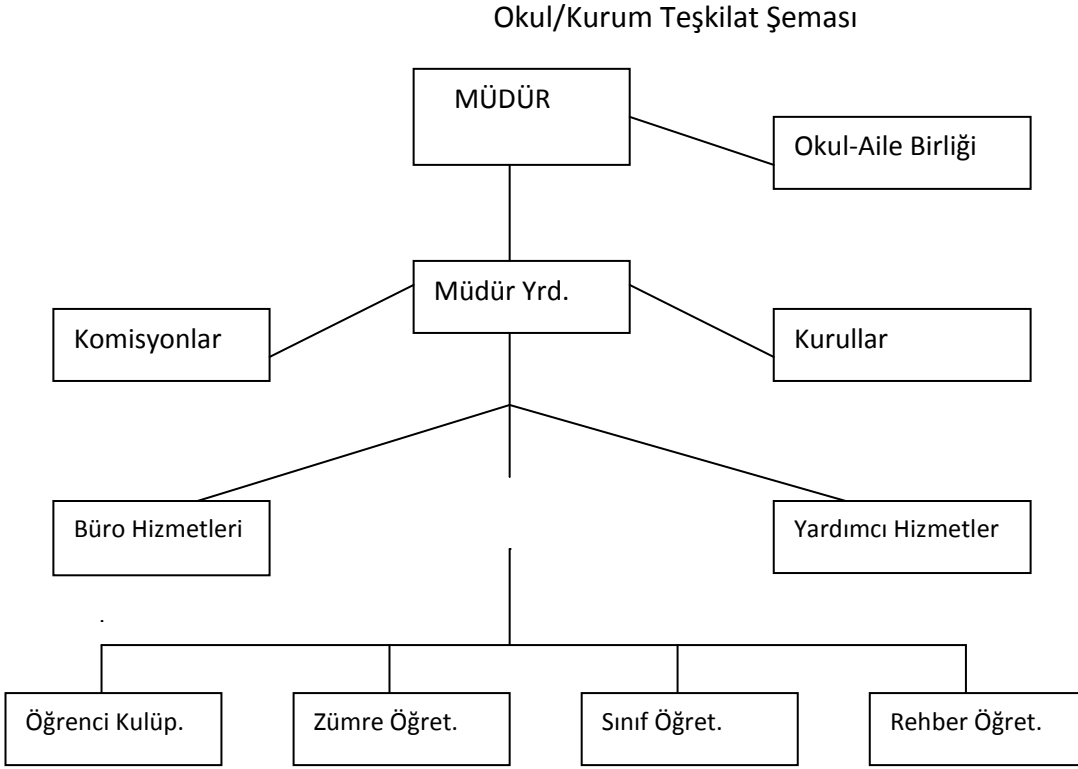 Okul/Kurum Teşkilat Şeması
MÜDÜR
Okul-Aile Birliği
Müdür Yrd.
Komisyonlar
Kurullar
Büro Hizmetleri
Yardımcı Hizmetler
Öğrenci Kulüp.
Zümre Öğret.
Sınıf Öğret.
Rehber Öğret.